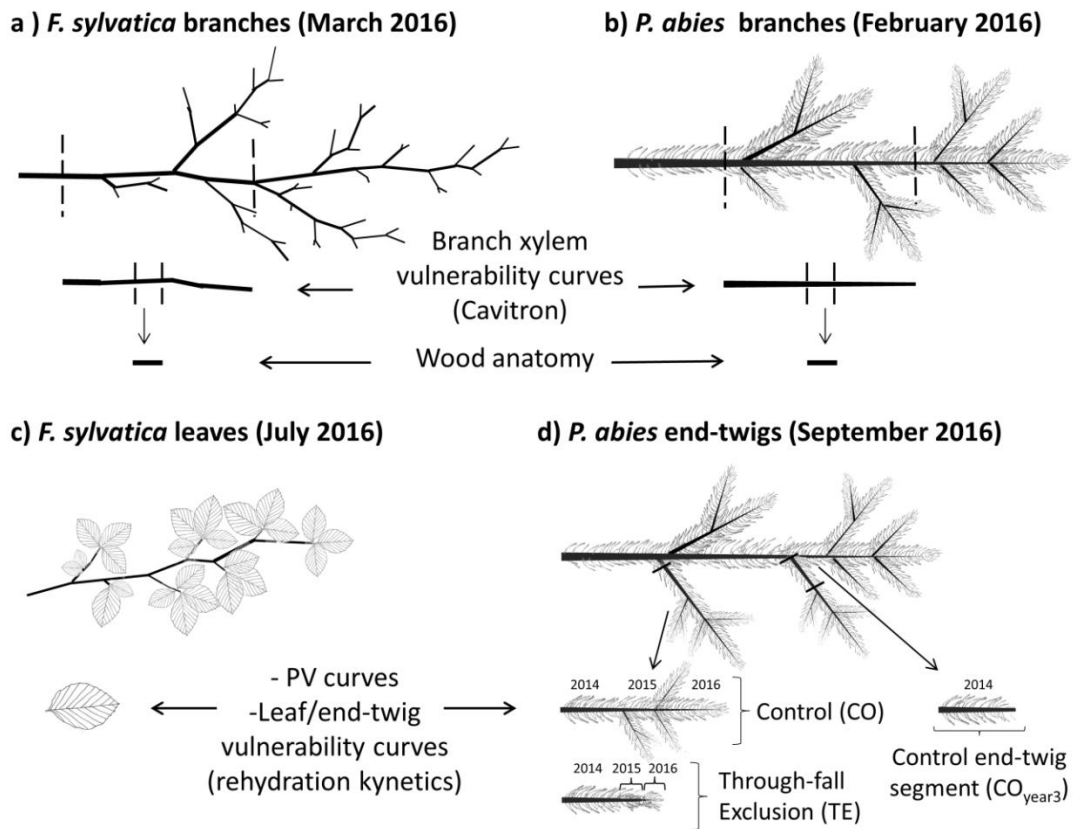 a ) F. sylvatica branches (March 2016)
b) P. abies branches (February 2016)
Branch xylem
vulnerability curves
(Cavitron)
Wood anatomy
c) F. sylvatica leaves (July 2016)
d) P. abies end-twigs (September 2016)
- PV curves
-Leaf/end-twig
vulnerability curves
(rehydration kynetics)
2014 2015 2016
Control (CO)
2014 2015 2016
Through-fall
Exclusion (TE)
2014
Control end-twig
segment (COyear3)